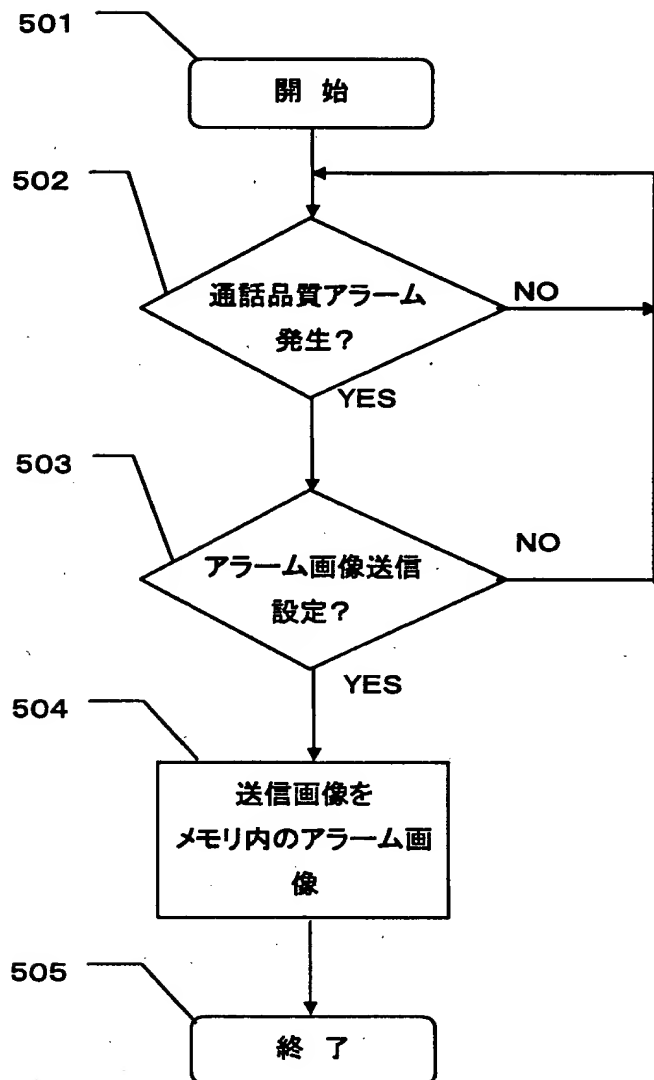 501
開 始
502
通話品質アラーム
発生?
NO
YES
503
アラーム画像送信
設定?
NO
YES
504
送信画像を
メモリ内のアラーム画
像
505
終 了